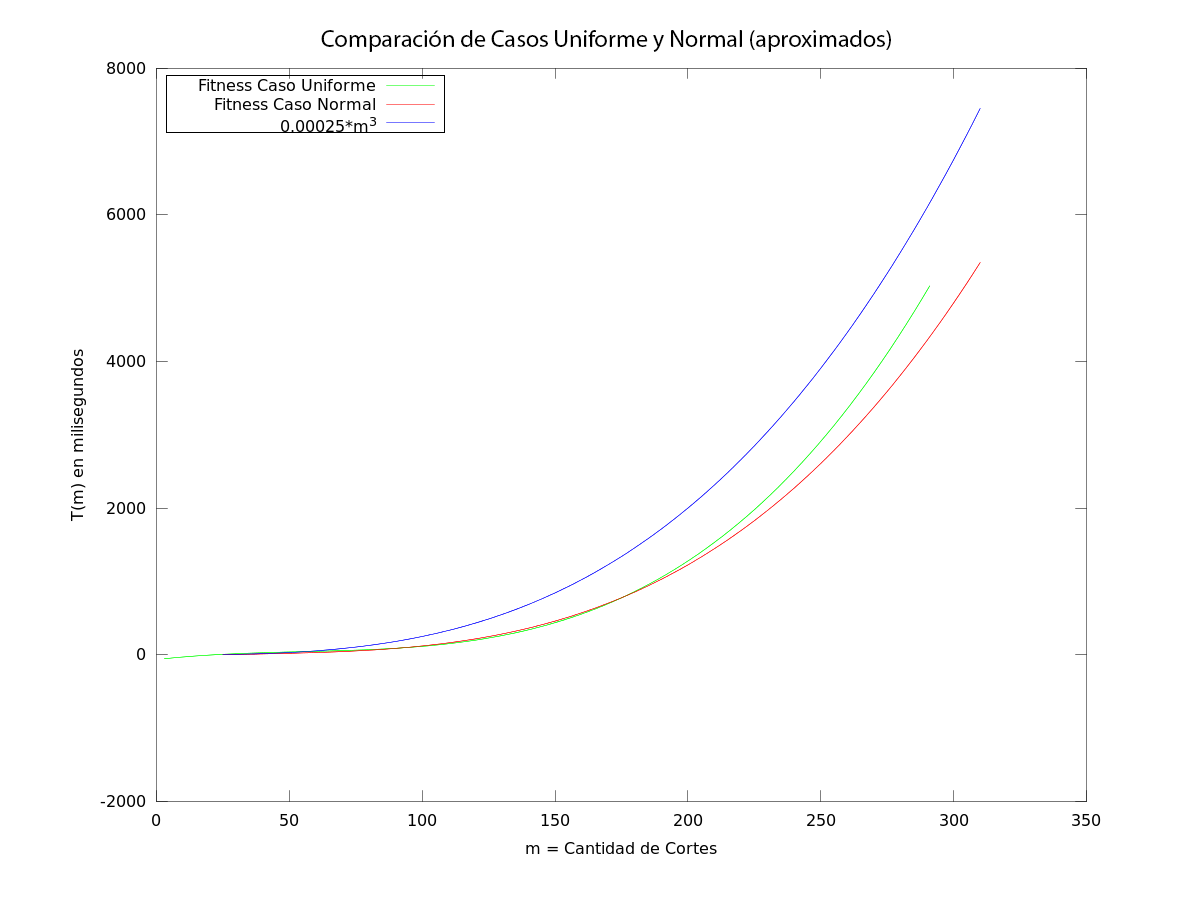 Comparación de Casos Uniforme y Normal (aproximados)
8000
Fitness Caso Uniforme
Fitness Caso Normal
0.00025*m³
6000
4000
T(m) en milisegundos
2000
0
-2000
0 50 100 150 200 250 300 350
m = Cantidad de Cortes